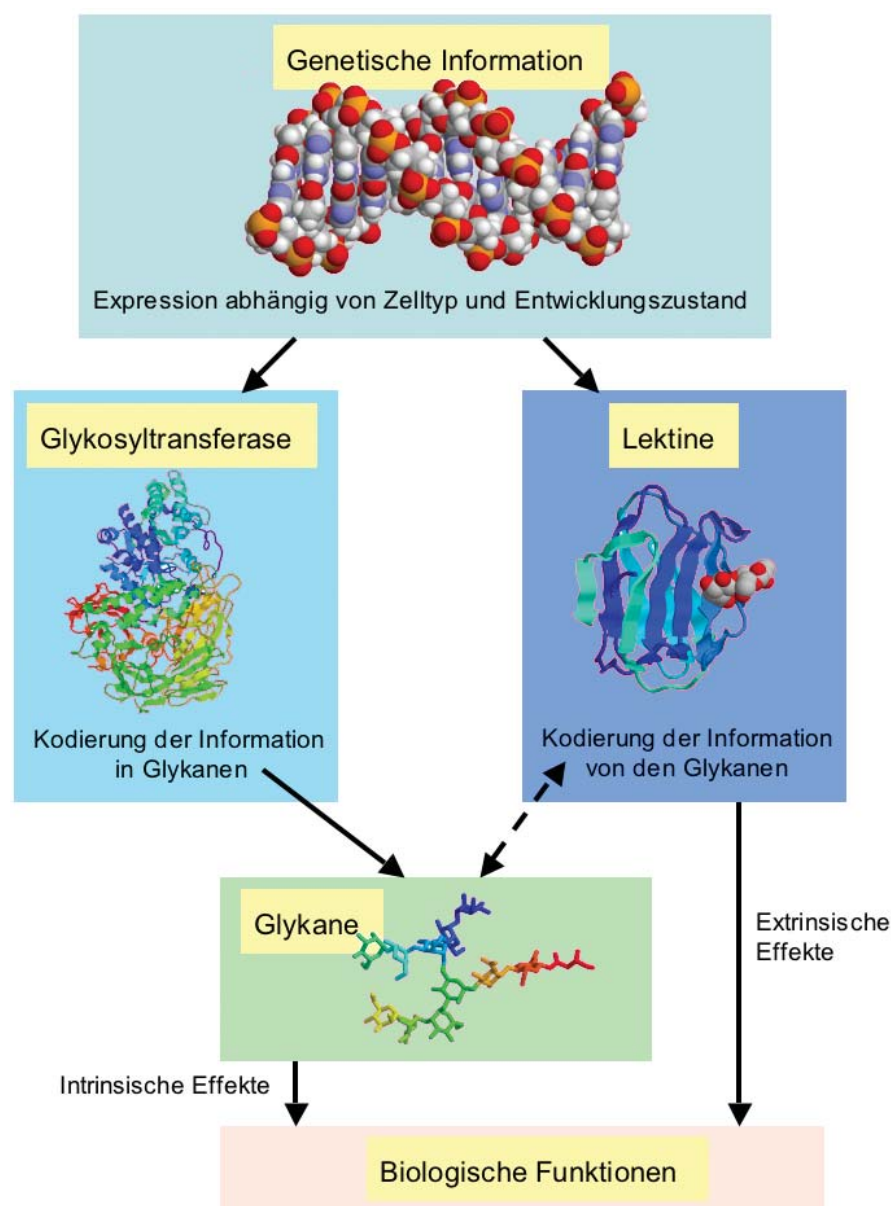 Genetische Information
Expression abhängig von Zelltyp und Entwicklungszustand
Glykosyltransferase
Kodierung der Information
in Glykanen
Lektine
Kodierung der Information
von den Glykanen
Glykane
Extrinsische
Effekte
Intrinsische Effekte
Biologische Funktionen